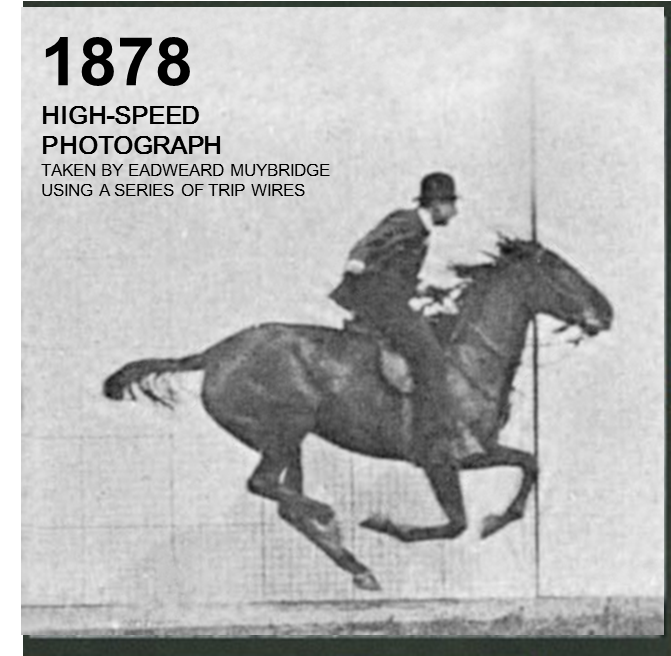 1878
HIGH-SPEED
PHOTOGRAPH
TAKEN BY EADWEARD MUYBRIDGE
USING A SERIES OF TRIP WIRES